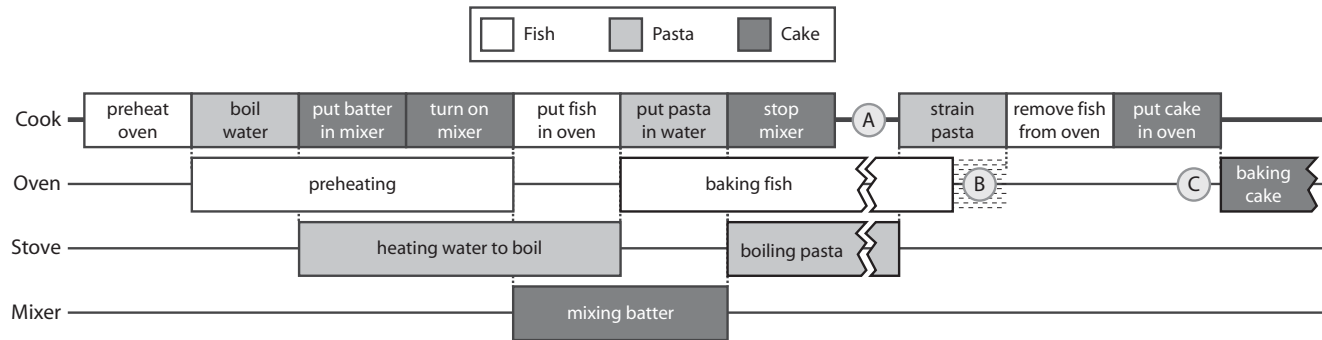 Fish Pasta Cake
Cook
preheat
oven
boil
water
put batter
in mixer
turn on
mixer
put fish
in oven
put pasta
in water
stop
mixer
A
strain
pasta
remove fish
from oven
put cake
in oven
Oven
preheating
baking fish
B
C
baking
cake
Stove
heating water to boil
boiling pasta
Mixer
mixing batter